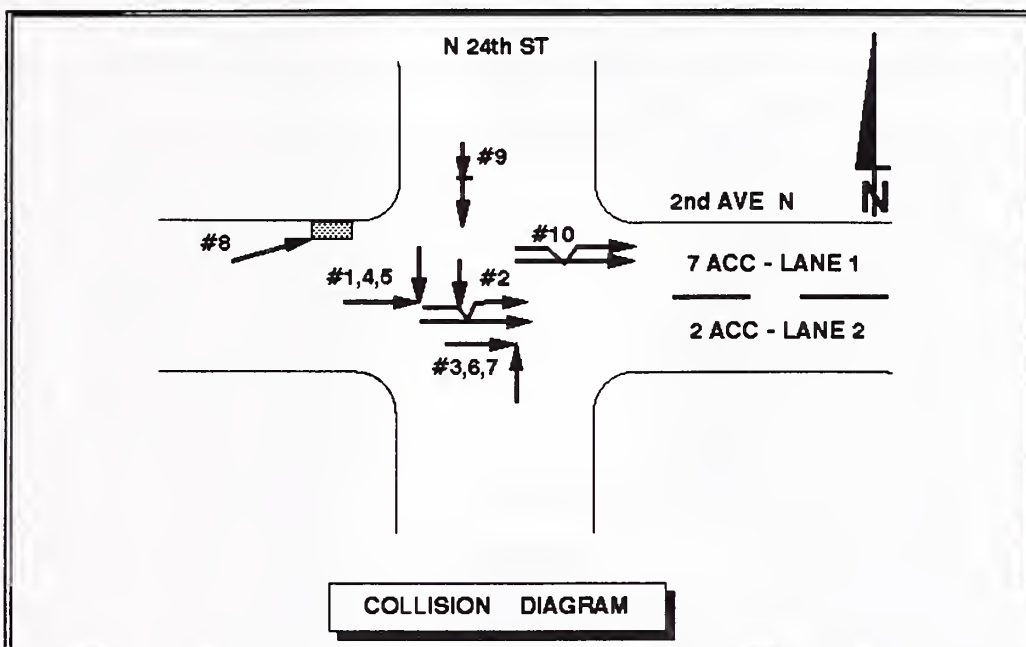 N 24th ST
#9
2nd AVE N
N
#8
#10
#1,4,5
#2
7 ACC - LANE 1
2 ACC - LANE 2
#3,6,7
COLLISION DIAGRAM